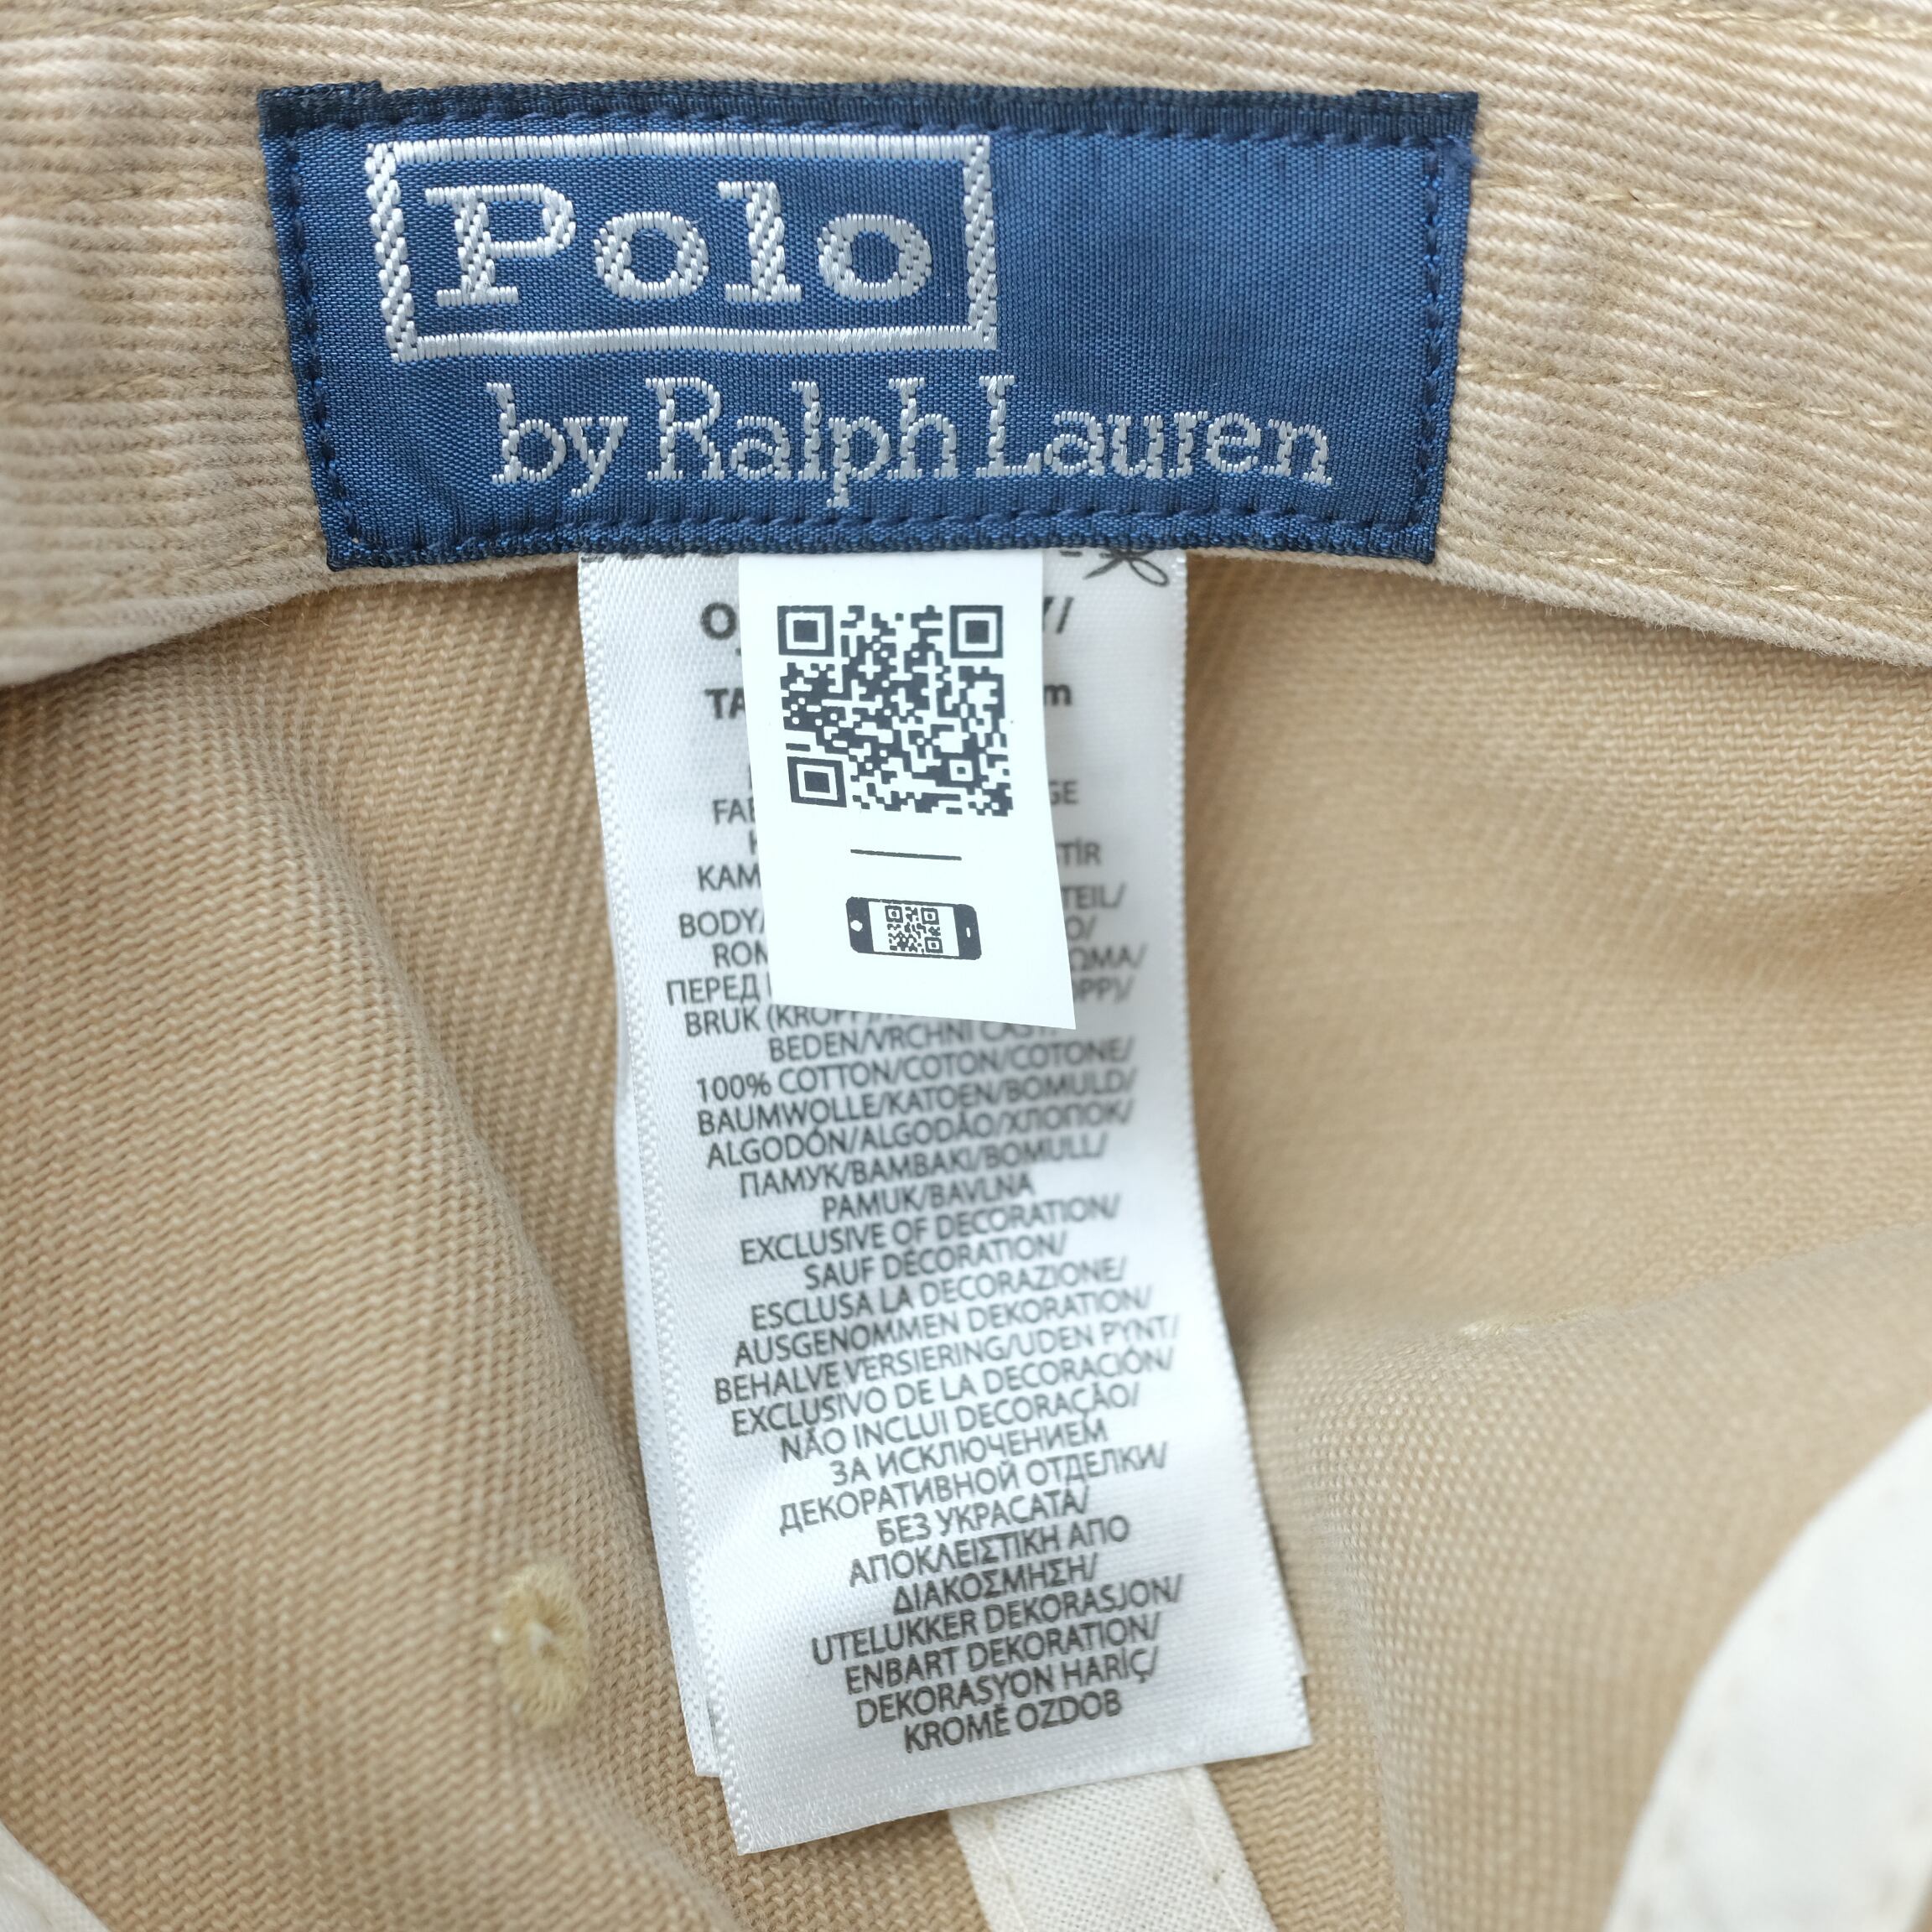 Polo
by Ralph Lauren
BODY/
ПЕРЕД
BRUK
BEDEN/VRCHNI ČÁST
100% COTTON/COTON/COTONE/
BAUMWOLLE/KATOEN/BOMULD/
ALGODÓN/ALGODÃO/ХЛОПОК/
ПАМУК/BAMBAKI/BOMULL/
PAMUK/BAVLNA
EXCLUSIVE OF DECORATION/
SAUF DÉCORATION/
ESCLUSA LA DECORAZIONE/
AUSGENOMMEN DEKORATION/
BEHALVE VERSIERING/UDEN PYNT/
EXCLUSIVO DE LA DECORACIÓN/
NÃO INCLUI DECORAÇÃO/
ЗА ИСКЛЮЧЕНИЕМ
ДЕКОРАТИВНОЙ ОТДЕЛКИ/
БЕЗ УКРАСАТА/
ΑΠΟΚΛΕΙΣΤΙΚΗ ΑΠΟ
ΔΙΑΚΟΣΜΗΣΗ/
UTELUKKER DEKORASJON/
ENBART DEKORATION/
DEKORASYON HARİÇ/
KROMĚ OZDOB